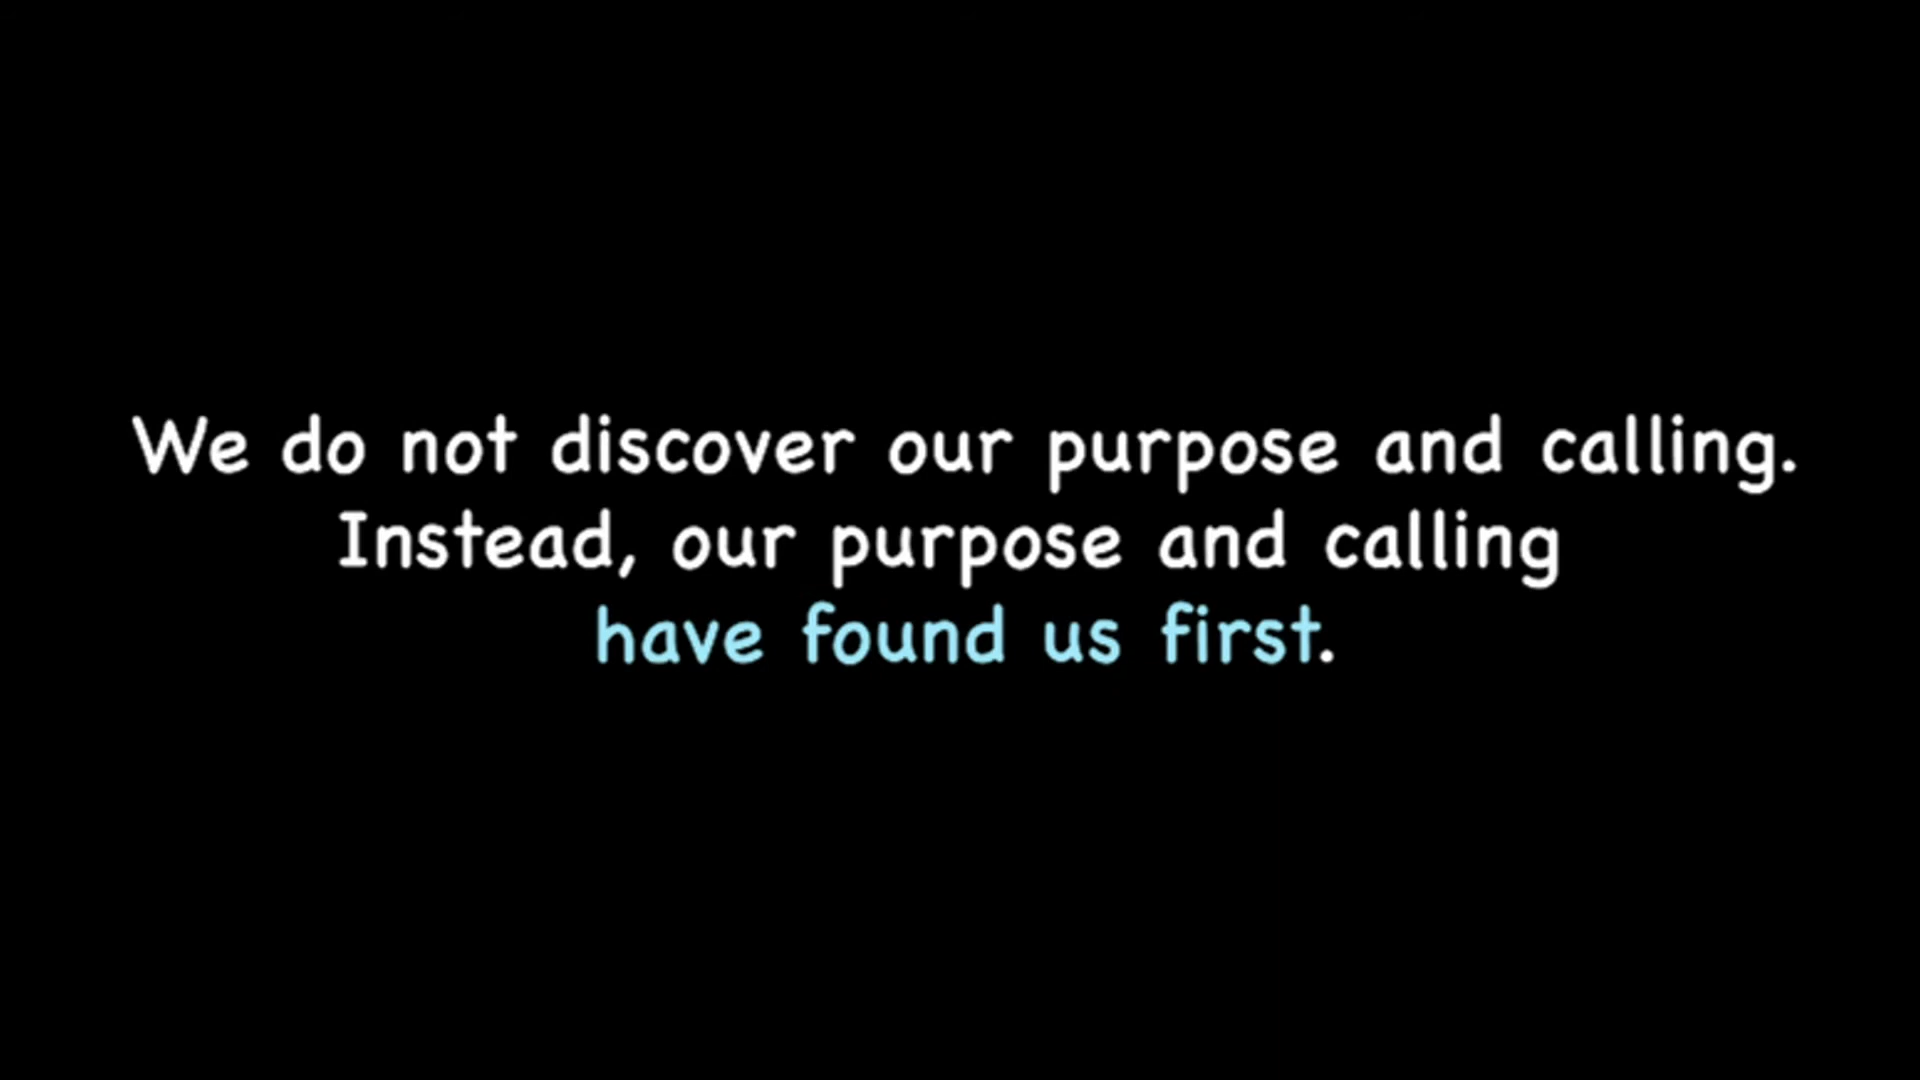 We do not discover our purpose and calling.
Instead, our purpose and calling
have found us first.